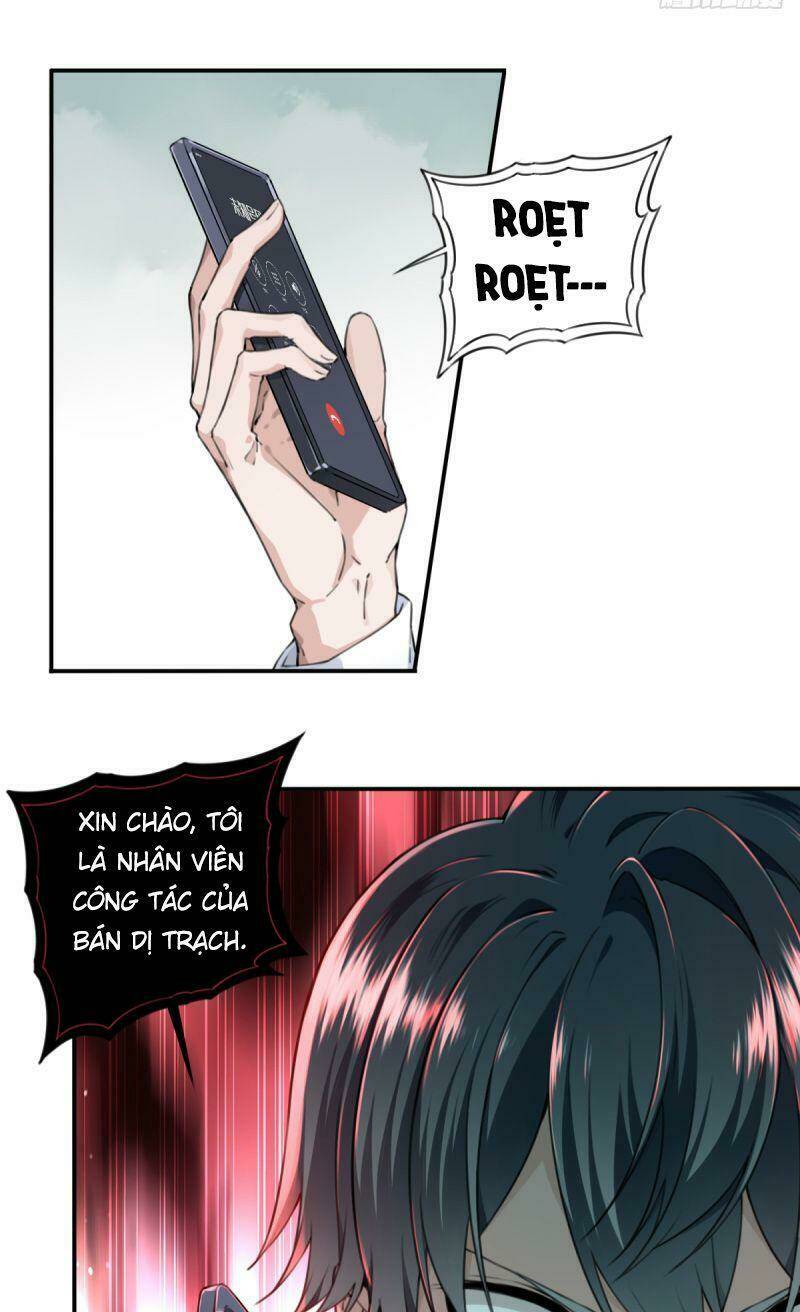 ROẸT
ROẸT---
XIN CHÀO, TÔI
LÀ NHÂN VIÊN
CÔNG TÁC CỦA
BÁN DỊ TRẠCH.